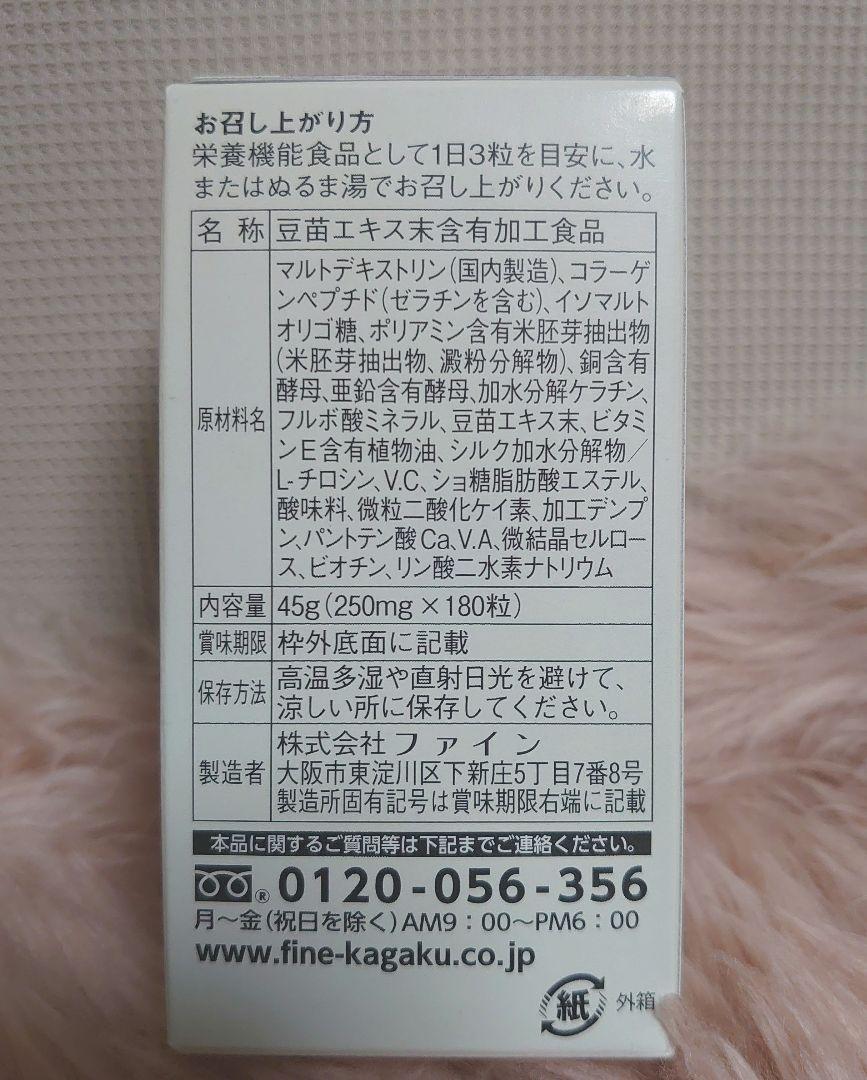 お召し上がり方
栄養機能食品として1日3粒を目安に、水
またはぬるま湯でお召し上がりください。
名称 豆苗エキス末含有加工食品
原材料名
マルトデキストリン(国内製造)、コラーゲ
ンペプチド(ゼラチンを含む)、イソマルト
オリゴ糖、ポリアミン含有米胚芽抽出物
(米胚芽抽出物、澱粉分解物)、銅含有
酵母、亜鉛含有酵母、加水分解ケラチン、
フルボ酸ミネラル、豆苗エキス末、ビタミ
ンE含有植物油、シルク加水分解物/
L-チロシン、V.C、ショ糖脂肪酸エステル、
酸味料、微粒二酸化ケイ素、加工デンプ
ン、パントテン酸Ca、V.A、微結晶セルロー
ス、ビオチン、リン酸二水素ナトリウム
内容量 45g(250mg×180粒)
賞味期限 枠外底面に記載
保存方法
高温多湿や直射日光を避けて、
涼しい所に保存してください。
製造者
株式会社ファイン
大阪市東淀川区下新庄5丁目7番8号
製造所固有記号は賞味期限右端に記載
本品に関するご質問等は下記までご連絡ください。
® 0120-056-356
月〜金(祝日を除く)AM9:00〜PM6:00
www.fine-kagaku.co.jp
紙 外箱